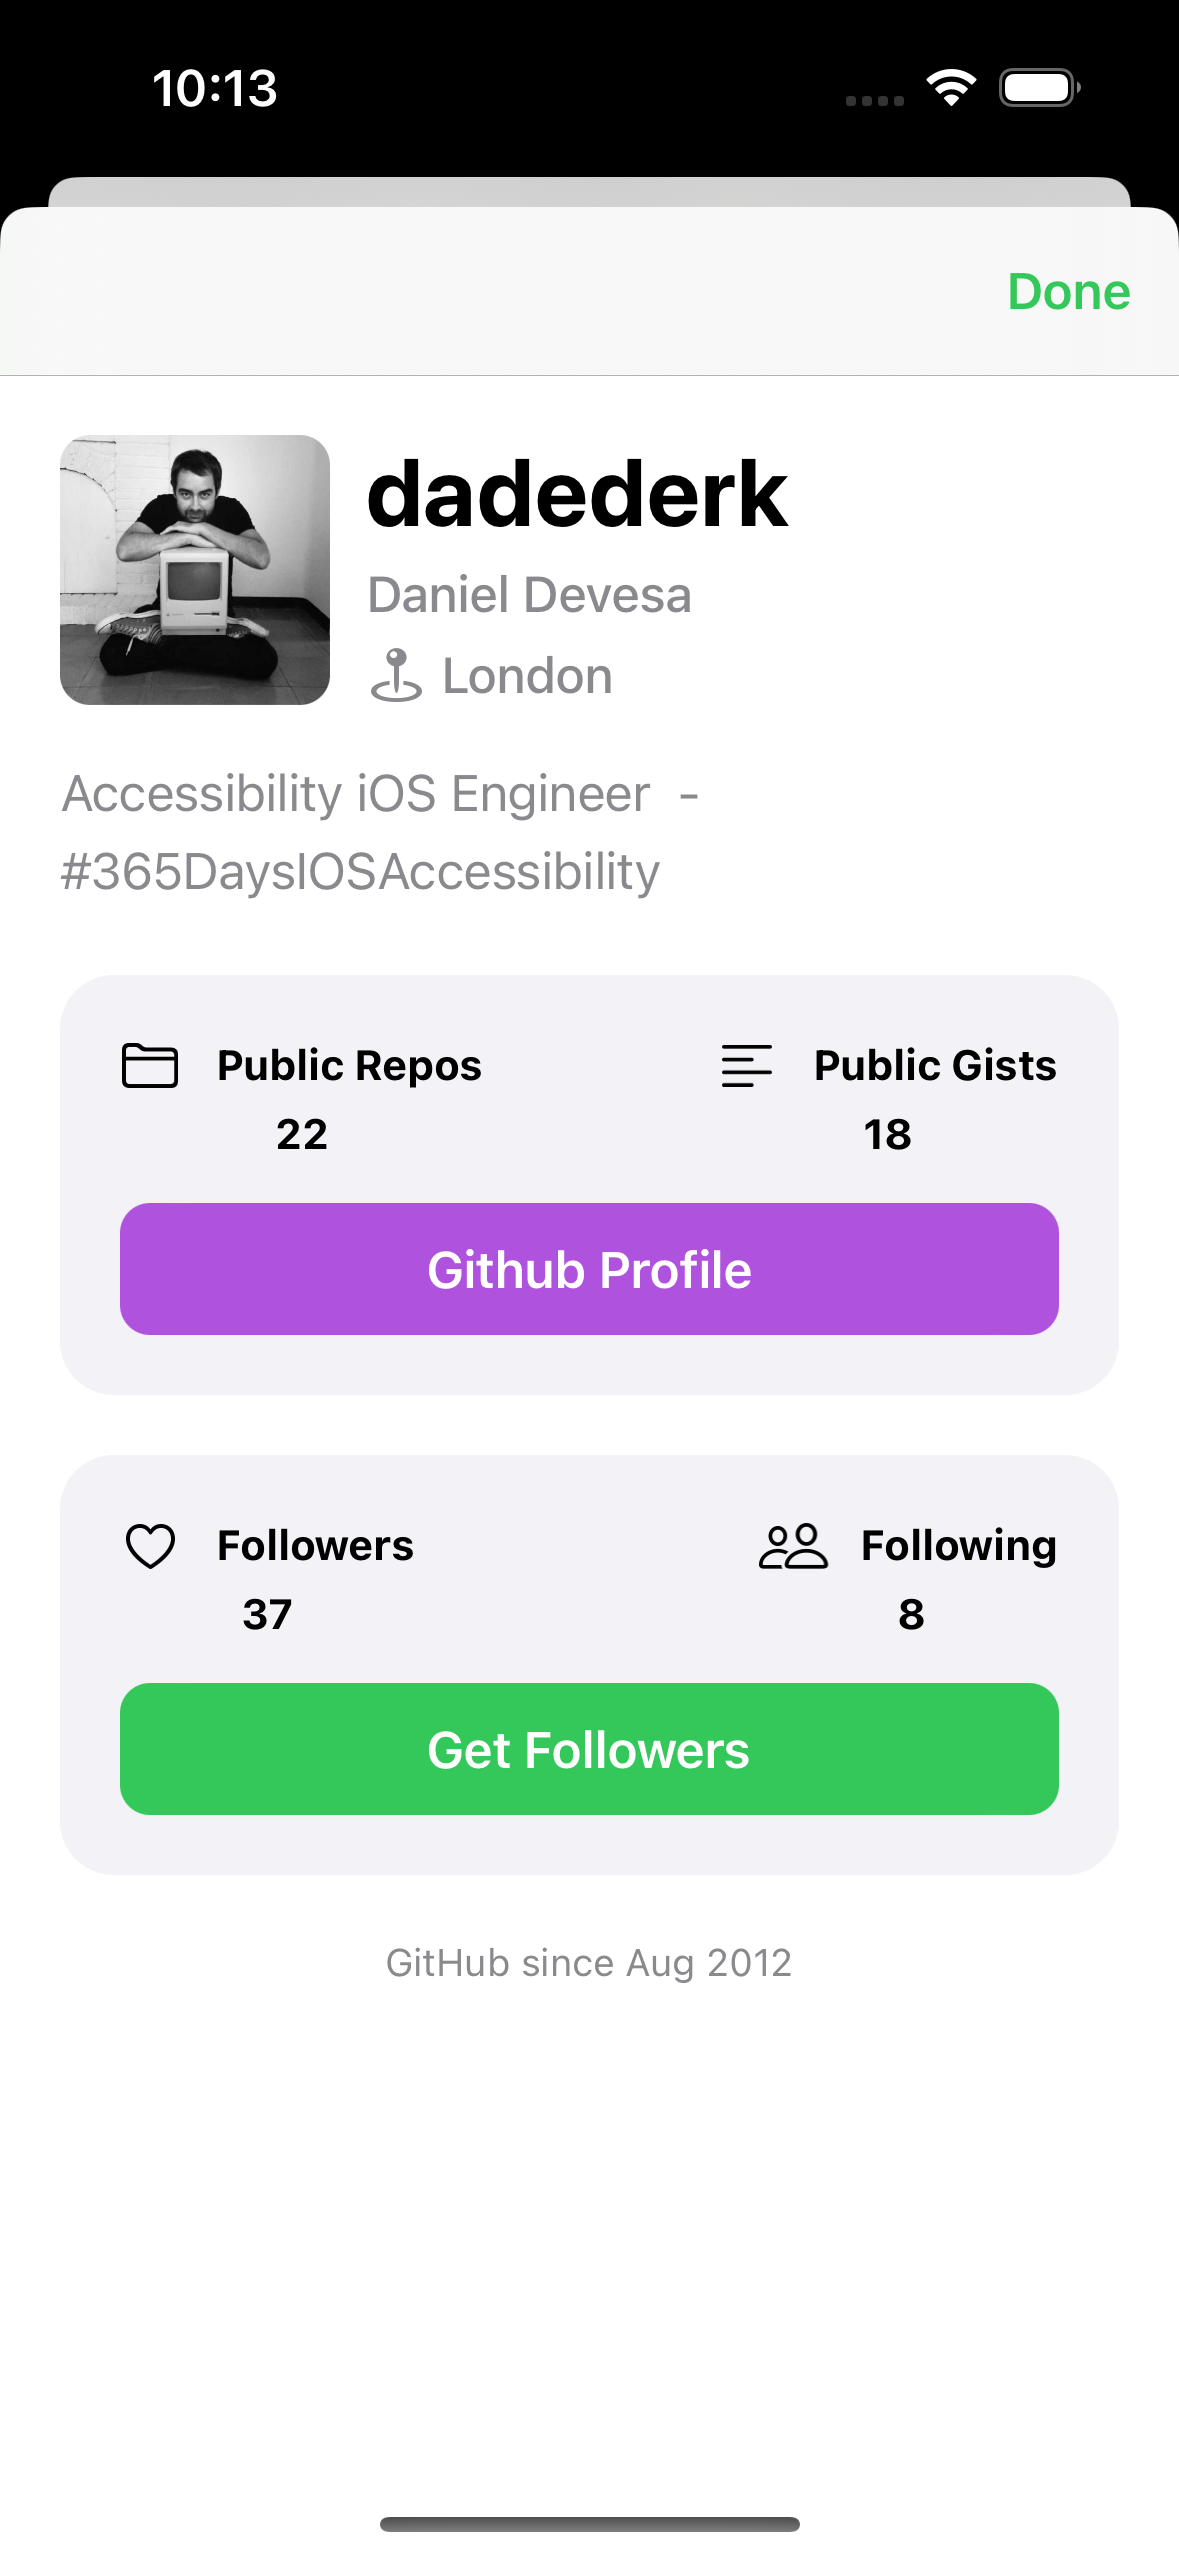 10:13
Done
dadederk
Daniel Devesa
London
Accessibility iOS Engineer  -
#365DaysIOSAccessibility
Public Repos
Public Gists
22
18
Github Profile
Followers
Following
37
8
Get Followers
GitHub since Aug 2012